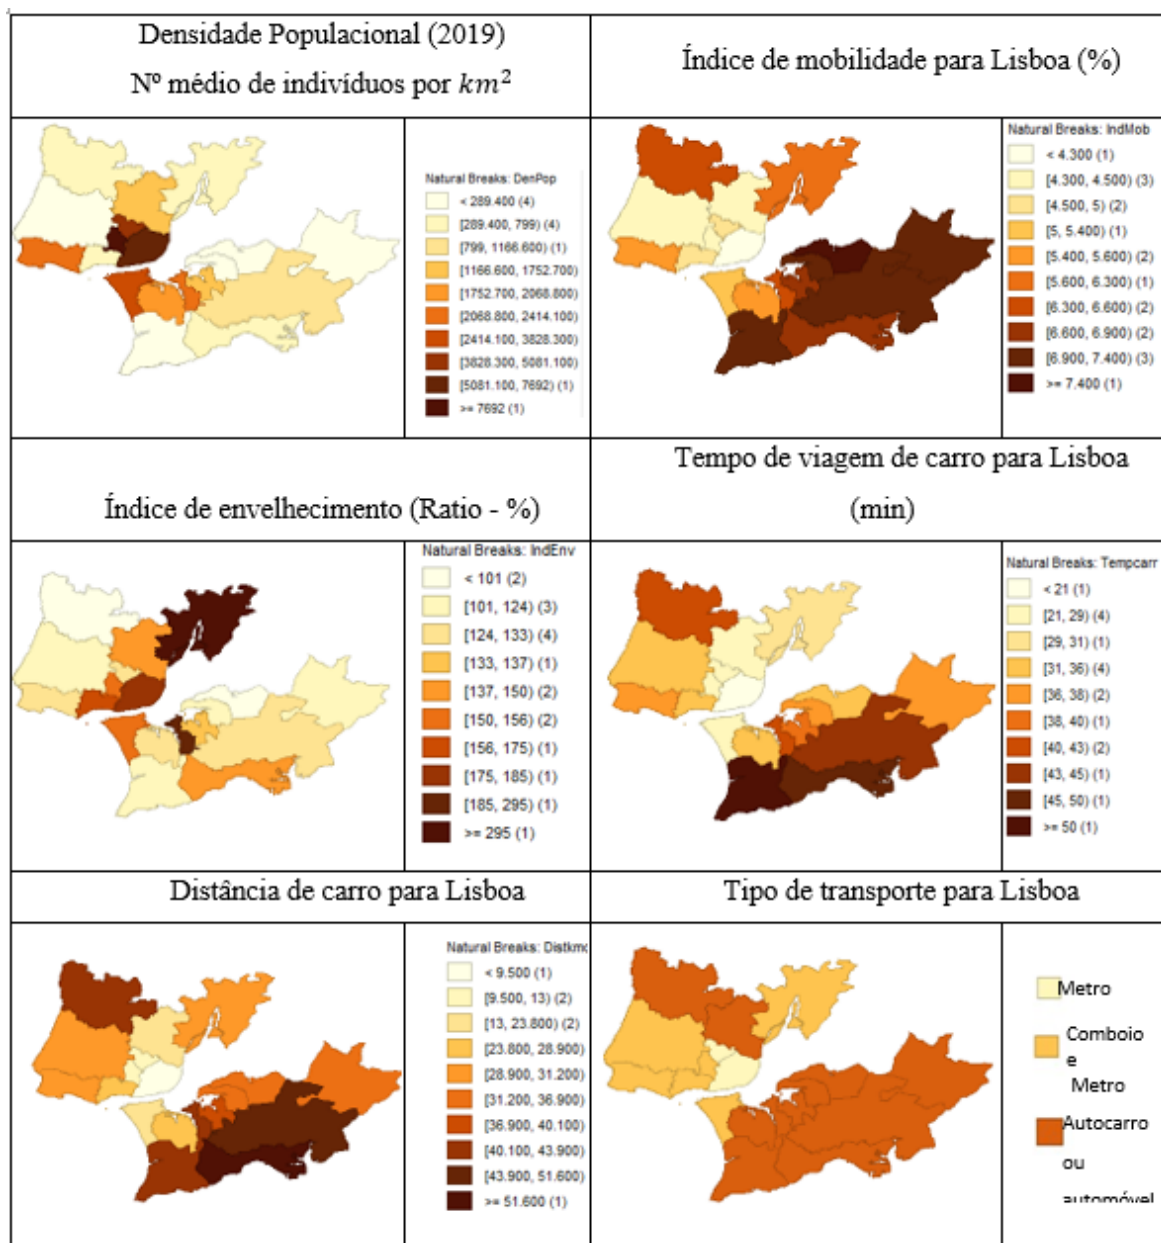 Densidade Populacional (2019)
Nº médio de indivíduos por km²
Índice de mobilidade para Lisboa (%)
Natural Breaks: DenPop
< 289.400 (4)
[289.400, 799) (4)
[799, 1166.600) (1)
[1166.600, 1752.700)
[1752.700, 2068.800)
[2068.800, 2414.100)
[2414.100, 3828.300)
[3828.300, 5081.100)
[5081.100, 7692) (1)
>= 7692 (1)
Natural Breaks: IndMob
< 4.300 (1)
[4.300, 4.500) (3)
[4.500, 5) (2)
[5, 5.400) (1)
[5.400, 5.600) (2)
[5.600, 6.300) (1)
[6.300, 6.600) (2)
[6.600, 6.900) (2)
[6.900, 7.400) (3)
>= 7.400 (1)
Índice de envelhecimento (Ratio - %)
Tempo de viagem de carro para Lisboa
(min)
Natural Breaks: IndEnv
< 101 (2)
[101, 124) (3)
[124, 133) (4)
[133, 137) (1)
[137, 150) (2)
[150, 156) (2)
[156, 175) (1)
[175, 185) (1)
[185, 295) (1)
>= 295 (1)
Natural Breaks: Tempcarr
< 21 (1)
[21, 29) (4)
[29, 31) (1)
[31, 36) (4)
[36, 38) (2)
[38, 40) (1)
[40, 43) (2)
[43, 45) (1)
[45, 50) (1)
>= 50 (1)
Distância de carro para Lisboa
Tipo de transporte para Lisboa
Natural Breaks: Distkmc
< 9.500 (1)
[9.500, 13) (2)
[13, 23.800) (2)
[23.800, 28.900)
[28.900, 31.200)
[31.200, 36.900)
[36.900, 40.100)
[40.100, 43.900)
[43.900, 51.600)
>= 51.600 (1)
Metro
Comboio
e
Metro
Autocarro
ou
automóvel